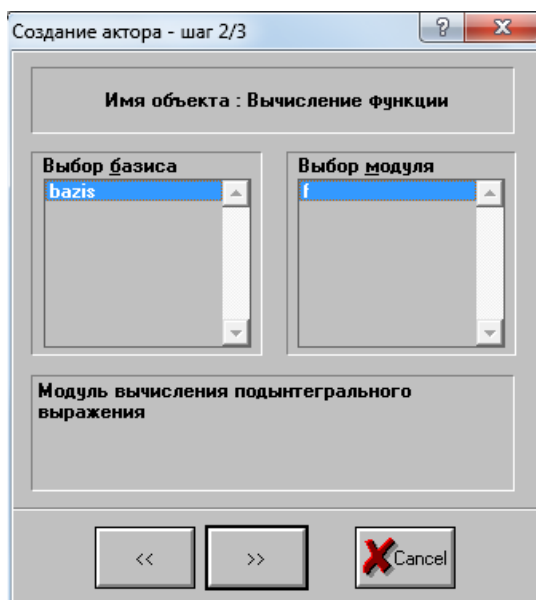 Создание актора - шаг 2/3
Имя объекта : Вычисление функции
Выбор базиса
bazis
Выбор модуля
f
Модуль вычисления подынтегрального
выражения
<<
>>
Cancel